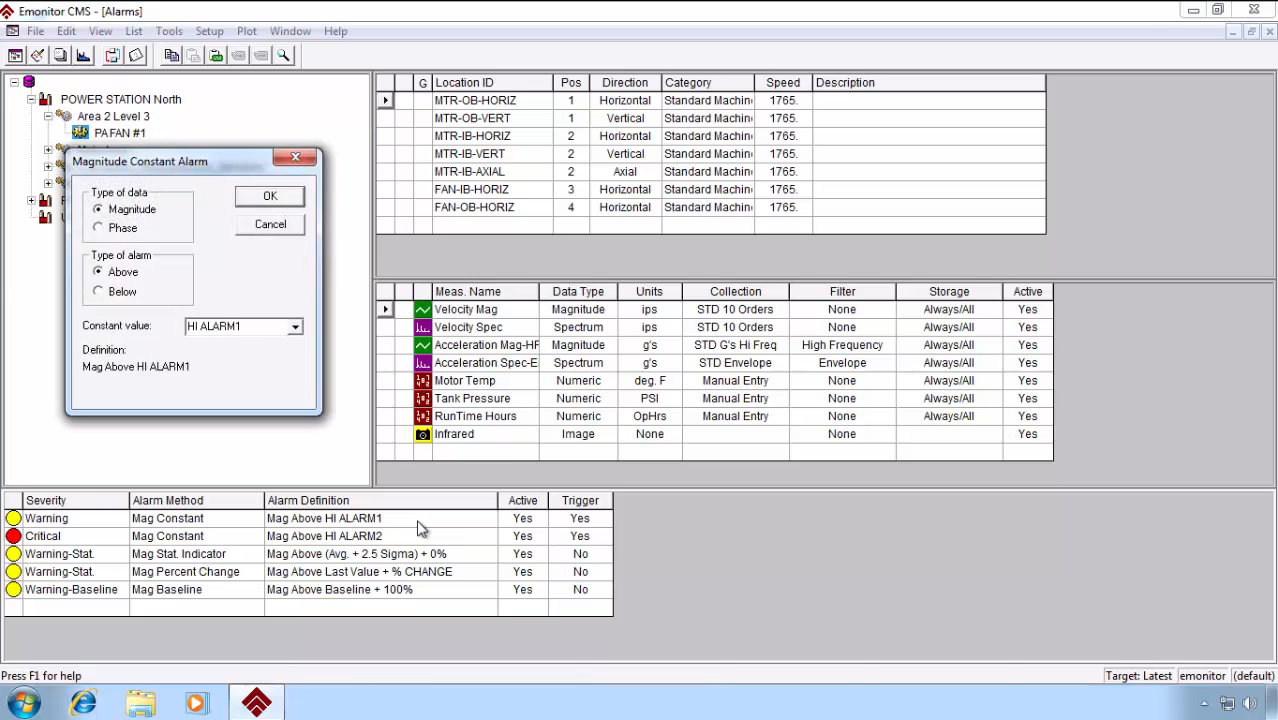 Emonitor CMS - [Alarms]
File Edit View List Tools Setup Plot Window Help
POWER STATION North
Area 2 Level 3
PA FAN #1
Magnitude Constant Alarm
Type of data
Magnitude
Phase
OK
Cancel
Type of alarm
Above
Below
Constant value: HI ALARM1
Definition:
Mag Above HI ALARM1
G Location ID Pos Direction Category Speed Description
MTR-OB-HORIZ 1 Horizontal Standard Machin 1765.
MTR-OB-VERT 1 Vertical Standard Machin 1765.
MTR-IB-HORIZ 2 Horizontal Standard Machin 1765.
MTR-IB-VERT 2 Vertical Standard Machin 1765.
MTR-IB-AXIAL 2 Axial Standard Machin 1765.
FAN-IB-HORIZ 3 Horizontal Standard Machin 1765.
FAN-OB-HORIZ 4 Horizontal Standard Machin 1765.
Meas. Name Data Type Units Collection Filter Storage Active
Velocity Mag Magnitude ips STD 10 Orders None Always/All Yes
Velocity Spec Spectrum ips STD 10 Orders None Always/All Yes
Acceleration Mag-HF Magnitude g's STD G's Hi Freq High Frequency Always/All Yes
Acceleration Spec-E Spectrum g's STD Envelope Envelope Always/All Yes
Motor Temp Numeric deg. F Manual Entry None Always/All Yes
Tank Pressure Numeric PSI Manual Entry None Always/All Yes
RunTime Hours Numeric OpHrs Manual Entry None Always/All Yes
Infrared Image None None Yes
Severity Alarm Method Alarm Definition Active Trigger
Warning Mag Constant Mag Above HI ALARM1 Yes Yes
Critical Mag Constant Mag Above HI ALARM2 Yes Yes
Warning-Stat. Mag Stat. Indicator Mag Above (Avg. + 2.5 Sigma) + 0% Yes No
Warning-Stat. Mag Percent Change Mag Above Last Value + % CHANGE Yes No
Warning-Baseline Mag Baseline Mag Above Baseline + 100% Yes No
Press F1 for help
Target: Latest emonitor (default)